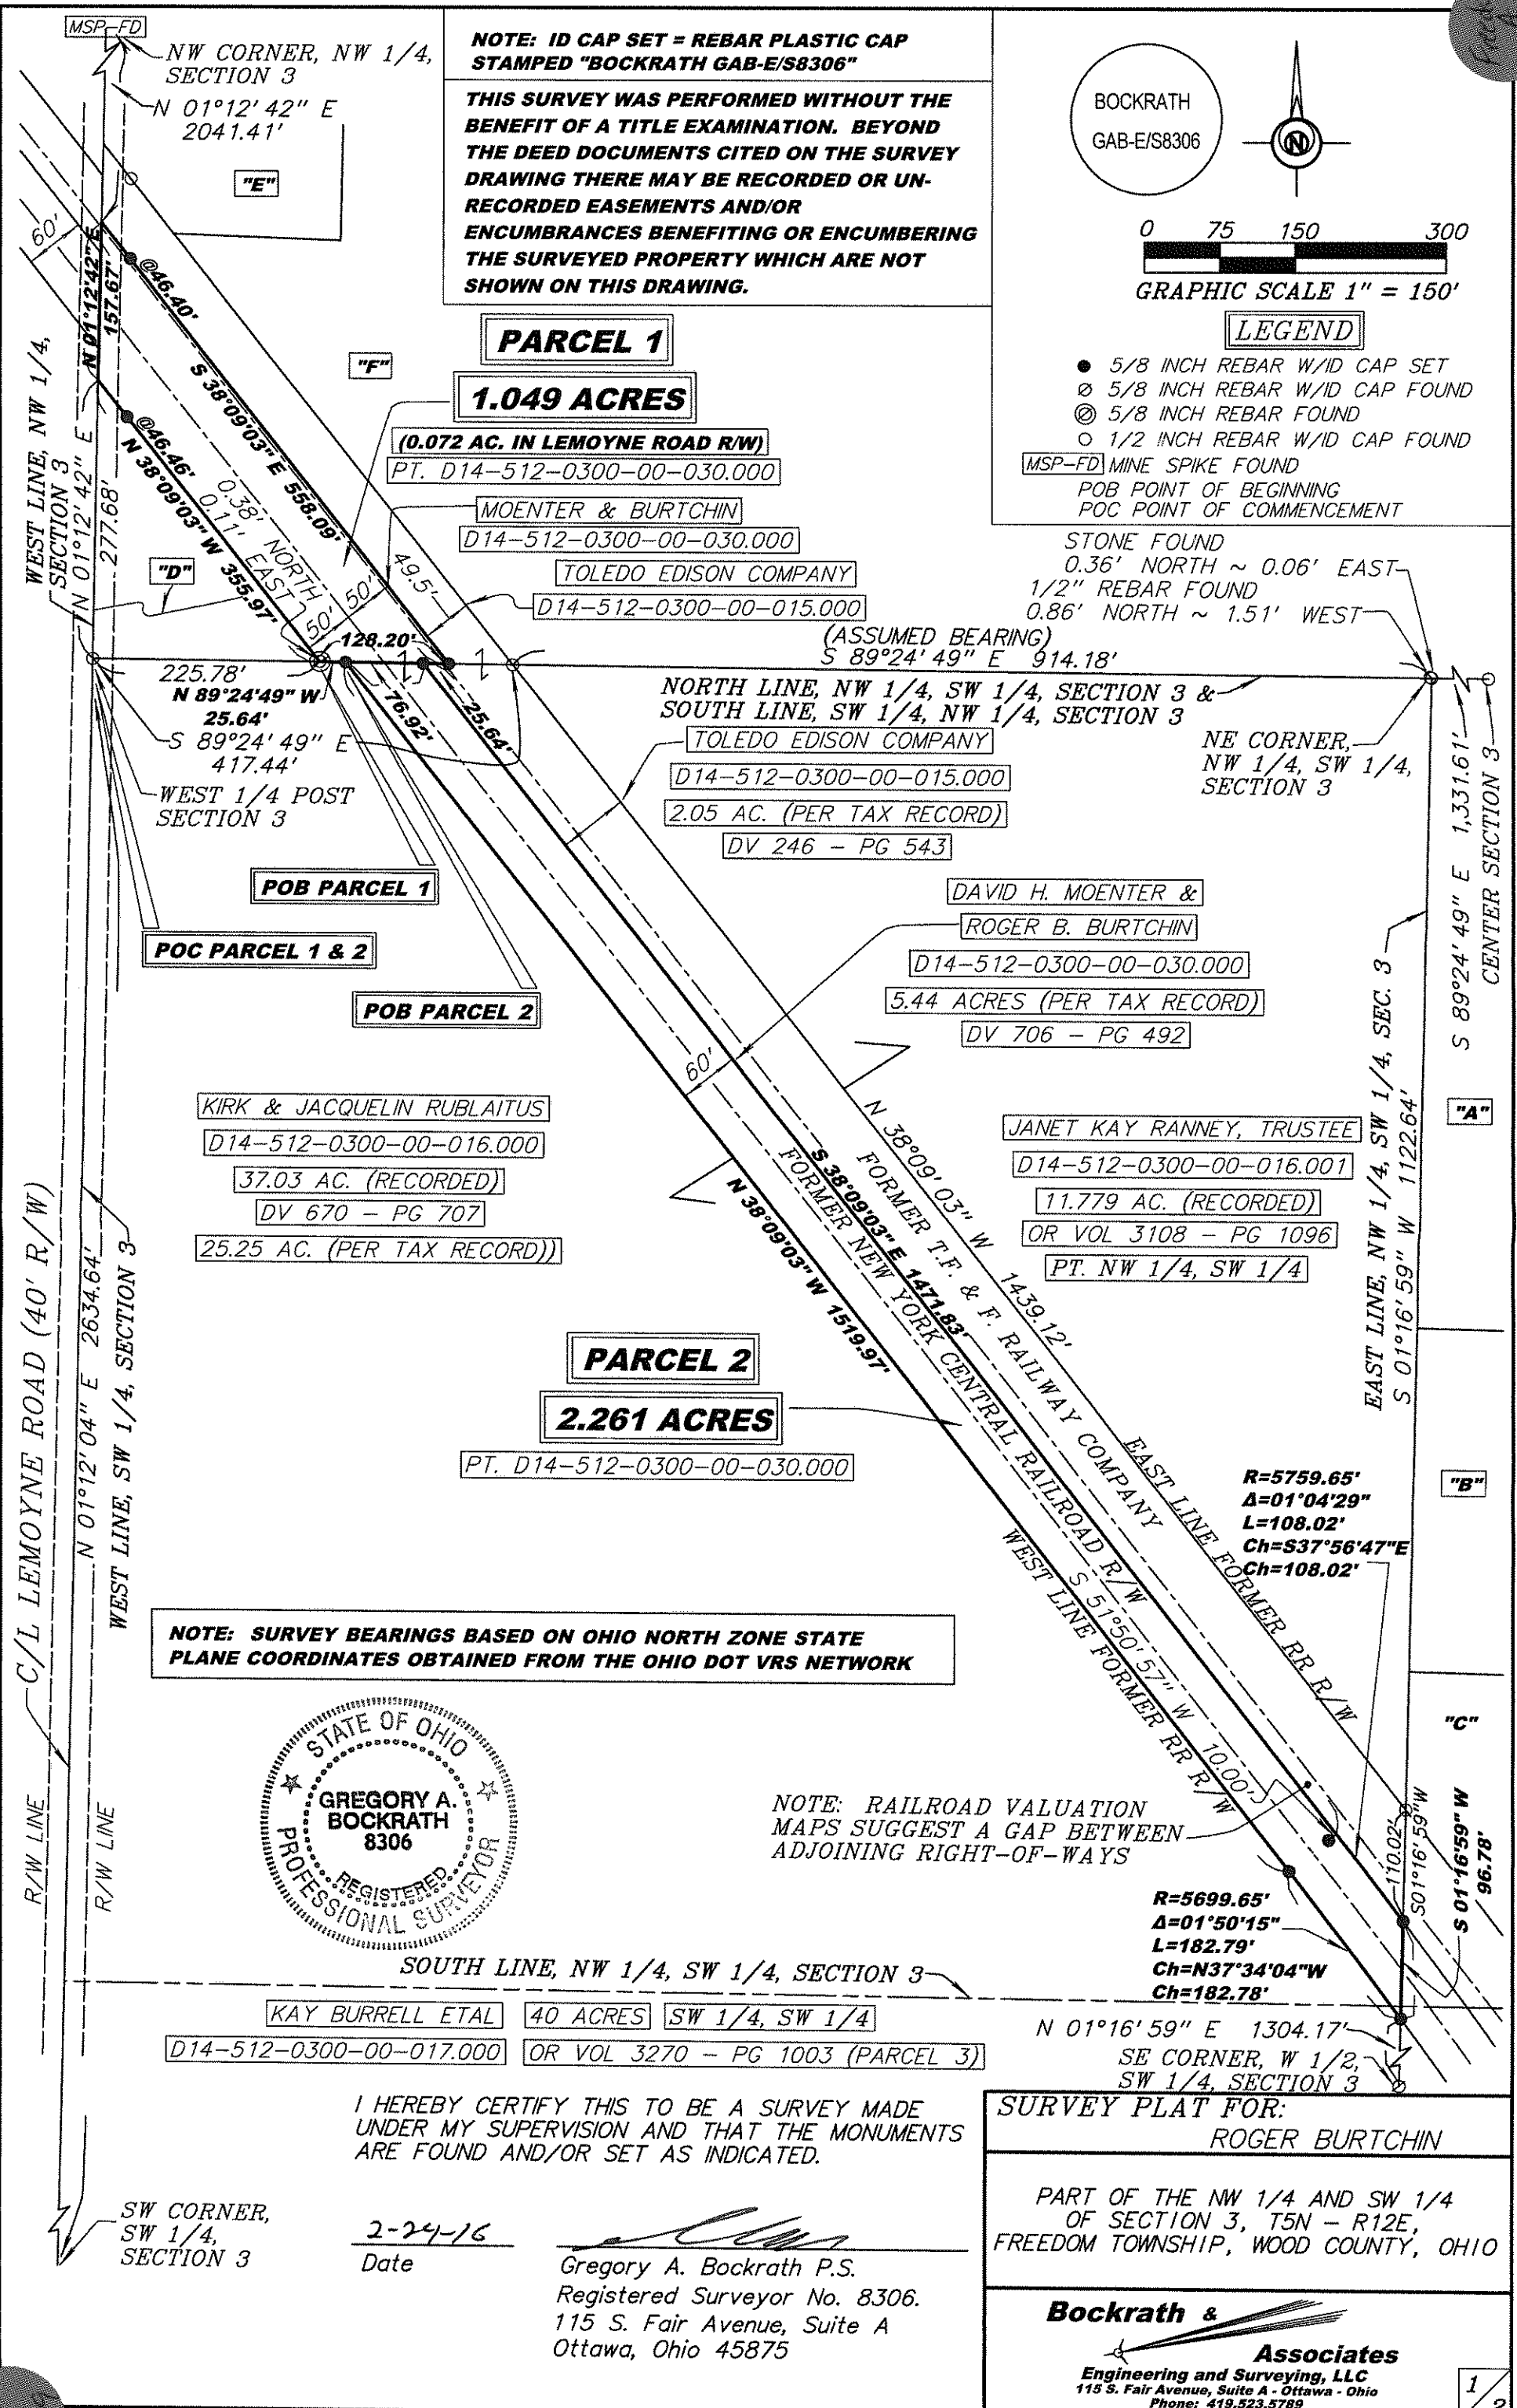 MSP-FD
NW CORNER, NW 1/4,
SECTION 3
N 01°12'42" E
2041.41'
"E"
NOTE: ID CAP SET = REBAR PLASTIC CAP
STAMPED "BOCKRATH GAB-E/S8306"
THIS SURVEY WAS PERFORMED WITHOUT THE
BENEFIT OF A TITLE EXAMINATION. BEYOND
THE DEED DOCUMENTS CITED ON THE SURVEY
DRAWING THERE MAY BE RECORDED OR UN-
RECORDED EASEMENTS AND/OR
ENCUMBRANCES BENEFITING OR ENCUMBERING
THE SURVEYED PROPERTY WHICH ARE NOT
SHOWN ON THIS DRAWING.
BOCKRATH
GAB-E/S8306
N
0 75 150 300
GRAPHIC SCALE 1" = 150'
LEGEND
5/8 INCH REBAR W/ID CAP SET
5/8 INCH REBAR W/ID CAP FOUND
5/8 INCH REBAR FOUND
1/2 INCH REBAR W/ID CAP FOUND
MSP-FD MINE SPIKE FOUND
POB POINT OF BEGINNING
POC POINT OF COMMENCEMENT
60'
N 01°12'42" E
157.67'
@46.40'
S 38°09'03" E 558.09'
@46.46'
N 38°09'03" W 355.97'
0.38' NORTH
0.11' EAST
WEST LINE, NW 1/4,
SECTION 3
N 01°12'42" E
277.68'
"D"
"F"
PARCEL 1
1.049 ACRES
(0.072 AC. IN LEMOYNE ROAD R/W)
PT. D14-512-0300-00-030.000
MOENTER & BURTCHIN
D14-512-0300-00-030.000
TOLEDO EDISON COMPANY
D14-512-0300-00-015.000
49.5'
50'
50'
128.20'
STONE FOUND
0.36' NORTH ~ 0.06' EAST
1/2" REBAR FOUND
0.86' NORTH ~ 1.51' WEST
(ASSUMED BEARING)
S 89°24'49" E 914.18'
225.78'
N 89°24'49" W
25.64'
S 89°24'49" E
417.44'
WEST 1/4 POST
SECTION 3
76.92'
25.64'
NORTH LINE, NW 1/4, SW 1/4, SECTION 3 &
SOUTH LINE, SW 1/4, NW 1/4, SECTION 3
NE CORNER,
NW 1/4, SW 1/4,
SECTION 3
S 89°24'49" E 1,331.61'
CENTER SECTION 3
TOLEDO EDISON COMPANY
D14-512-0300-00-015.000
2.05 AC. (PER TAX RECORD)
DV 246 - PG 543
POB PARCEL 1
POC PARCEL 1 & 2
POB PARCEL 2
DAVID H. MOENTER &
ROGER B. BURTCHIN
D14-512-0300-00-030.000
5.44 ACRES (PER TAX RECORD)
DV 706 - PG 492
60'
EAST LINE, NW 1/4, SW 1/4, SEC. 3
S 01°16'59" W 1122.64'
"A"
KIRK & JACQUELIN RUBLAITUS
D14-512-0300-00-016.000
37.03 AC. (RECORDED)
DV 670 - PG 707
25.25 AC. (PER TAX RECORD))
JANET KAY RANNEY, TRUSTEE
D14-512-0300-00-016.001
11.779 AC. (RECORDED)
OR VOL 3108 - PG 1096
PT. NW 1/4, SW 1/4
N 38°09'03" W 1439.12'
FORMER T.F. & F. RAILWAY COMPANY
S 38°09'03" E 1471.83'
FORMER NEW YORK CENTRAL RAILROAD R/W
N 38°09'03" W 1519.97'
EAST LINE FORMER RR R/W
WEST LINE FORMER RR R/W
S 51°50'57" W 10.00'
C/L LEMOYNE ROAD (40' R/W)
N 01°12'04" E 2634.64'
WEST LINE, SW 1/4, SECTION 3
R/W LINE
R/W LINE
PARCEL 2
2.261 ACRES
PT. D14-512-0300-00-030.000
R=5759.65'
Δ=01°04'29"
L=108.02'
Ch=S37°56'47"E
Ch=108.02'
"B"
"C"
NOTE: SURVEY BEARINGS BASED ON OHIO NORTH ZONE STATE
PLANE COORDINATES OBTAINED FROM THE OHIO DOT VRS NETWORK
STATE OF OHIO
GREGORY A.
BOCKRATH
8306
REGISTERED
PROFESSIONAL SURVEYOR
NOTE: RAILROAD VALUATION
MAPS SUGGEST A GAP BETWEEN
ADJOINING RIGHT-OF-WAYS
110.02'
S01°16'59"W
S 01°16'59" W
96.78'
R=5699.65'
Δ=01°50'15"
L=182.79'
Ch=N37°34'04"W
Ch=182.78'
SOUTH LINE, NW 1/4, SW 1/4, SECTION 3
KAY BURRELL ETAL 40 ACRES SW 1/4, SW 1/4
D14-512-0300-00-017.000 OR VOL 3270 - PG 1003 (PARCEL 3)
N 01°16'59" E 1304.17'
SE CORNER, W 1/2,
SW 1/4, SECTION 3
I HEREBY CERTIFY THIS TO BE A SURVEY MADE
UNDER MY SUPERVISION AND THAT THE MONUMENTS
ARE FOUND AND/OR SET AS INDICATED.
SW CORNER,
SW 1/4,
SECTION 3
2-24-16
Date
Gregory A. Bockrath P.S.
Registered Surveyor No. 8306.
115 S. Fair Avenue, Suite A
Ottawa, Ohio 45875
SURVEY PLAT FOR:
ROGER BURTCHIN
PART OF THE NW 1/4 AND SW 1/4
OF SECTION 3, T5N - R12E,
FREEDOM TOWNSHIP, WOOD COUNTY, OHIO
Bockrath &
Associates
Engineering and Surveying, LLC
115 S. Fair Avenue, Suite A - Ottawa - Ohio
Phone: 419.523.5789
1/2